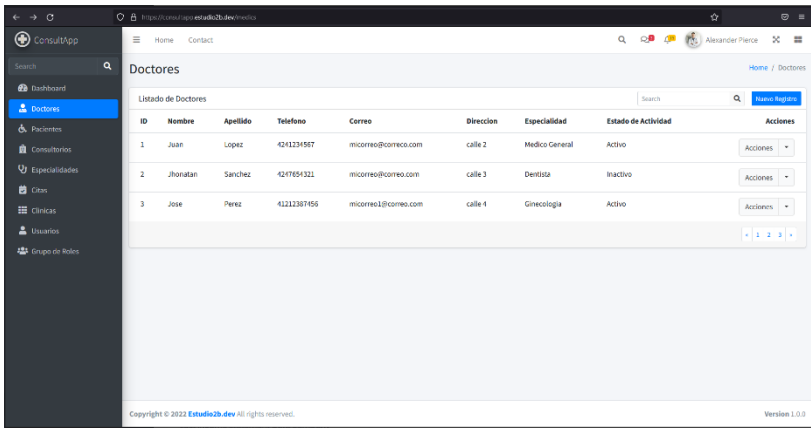 https://consultapp.estudio2b.dev/medics
ConsultApp
Home Contact
Alexander Pierce
Search
Doctores
Home / Doctores
Dashboard
Doctores
Pacientes
Consultorios
Especialidades
Citas
Clinicas
Usuarios
Grupo de Roles
Listado de Doctores
Search
Nuevo Registro
ID Nombre Apellido Telefono Correo Direccion Especialidad Estado de Actividad Acciones
1 Juan Lopez 4241234567 micorreo@correco.com calle 2 Medico General Activo Acciones
2 Jhonatan Sanchez 4247654321 micorreo@correo.com calle 3 Dentista Inactivo Acciones
3 Jose Perez 41212387456 micorreo1@correo.com calle 4 Ginecologia Activo Acciones
« 1 2 3 »
Copyright © 2022 Estudio2b.dev All rights reserved.
Version 1.0.0